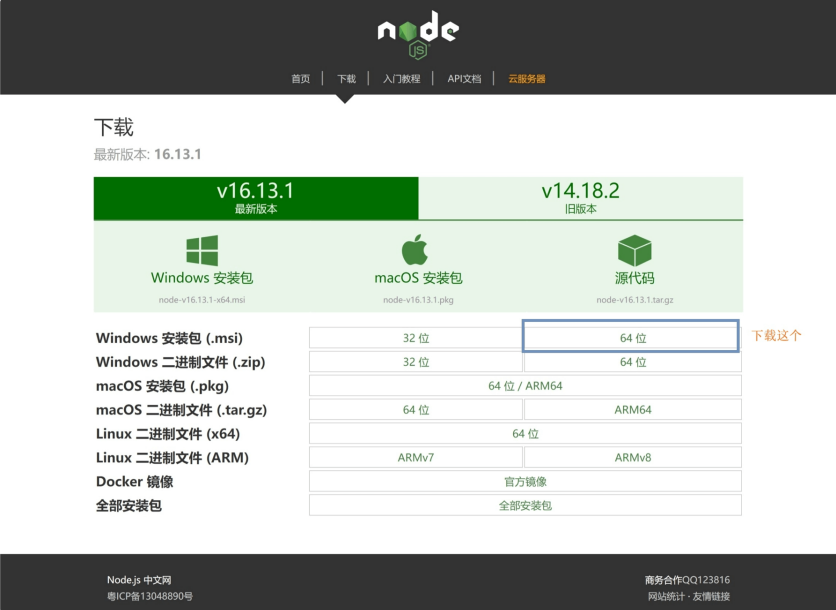 node
JS
首页 下载 入门教程 API文档 云服务器
下载
最新版本: 16.13.1
v16.13.1 v14.18.2
最新版本 旧版本
Windows 安装包 macOS 安装包 源代码
node-v16.13.1-x64.msi node-v16.13.1.pkg node-v16.13.1.tar.gz
Windows 安装包 (.msi) 32 位 64 位 下载这个
Windows 二进制文件 (.zip) 32 位 64 位
macOS 安装包 (.pkg) 64 位 / ARM64
macOS 二进制文件 (.tar.gz) 64 位 ARM64
Linux 二进制文件 (x64) 64 位
Linux 二进制文件 (ARM) ARMv7 ARMv8
Docker 镜像 官方镜像
全部安装包 全部安装包
Node.js 中文网 商务合作QQ123816
粤ICP备13048890号 网站统计 · 友情链接